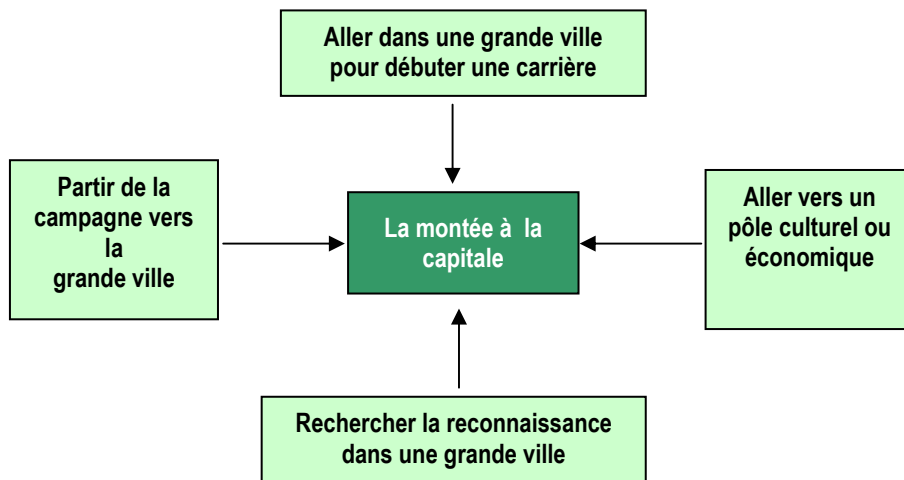 Aller dans une grande ville
pour débuter une carrière
Partir de la
campagne vers
la
grande ville
La montée à la
capitale
Aller vers un
pôle culturel ou
économique
Rechercher la reconnaissance
dans une grande ville